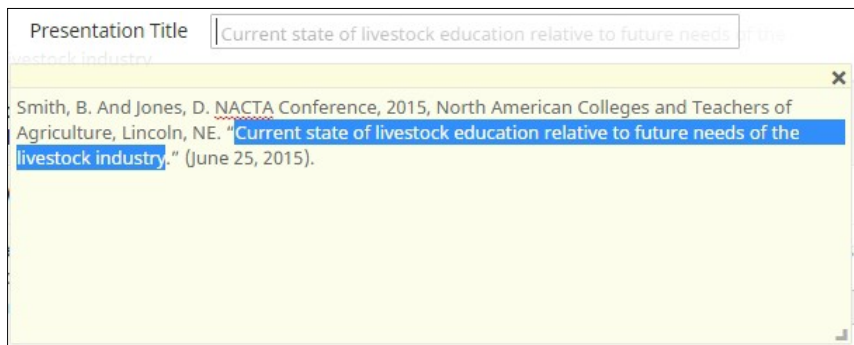 Presentation Title
Current state of livestock education relative to future needs of the
livestock industry
Smith, B. And Jones, D. NACTA Conference, 2015, North American Colleges and Teachers of
Agriculture, Lincoln, NE. “Current state of livestock education relative to future needs of the
livestock industry.” (June 25, 2015).